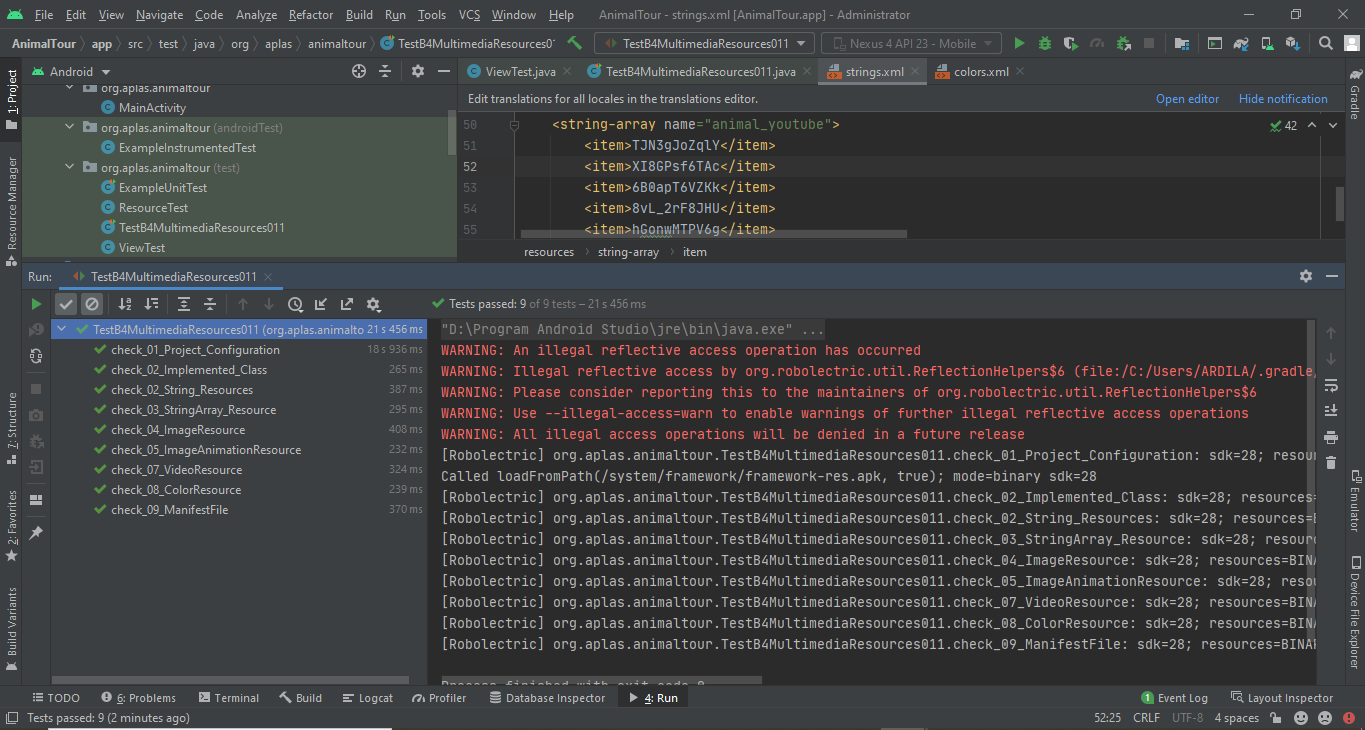 File Edit View Navigate Code Analyze Refactor Build Run Tools VCS Window Help AnimalTour - strings.xml [AnimalTour.app] - Administrator
AnimalTour app src test java org aplas animaltour TestB4MultimediaResources0 TestB4MultimediaResources011 Nexus 4 API 23 - Mobile
Android ViewTest.java TestB4MultimediaResources011.java strings.xml colors.xml
1: Project
Resource Manager
7: Structure
2: Favorites
Build Variants
org.aplas.animaltour
MainActivity
org.aplas.animaltour (androidTest)
ExampleInstrumentedTest
org.aplas.animaltour (test)
ExampleUnitTest
ResourceTest
TestB4MultimediaResources011
ViewTest
Edit translations for all locales in the translations editor. Open editor Hide notification
50 <string-array name="animal_youtube"> 42
51 <item>TJN3gJoZqlY</item>
52 <item>XI8GPsf6TAc</item>
53 <item>6B0apT6VZKk</item>
54 <item>8vL_2rF8JHU</item>
55 <item>hGonwMTPV6g</item>
resources string-array item
Gradle
Emulator
Device File Explorer
Run: TestB4MultimediaResources011
Tests passed: 9 of 9 tests – 21 s 456 ms
TestB4MultimediaResources011 (org.aplas.animalto 21 s 456 ms
check_01_Project_Configuration 18 s 936 ms
check_02_Implemented_Class 265 ms
check_02_String_Resources 387 ms
check_03_StringArray_Resource 295 ms
check_04_ImageResource 408 ms
check_05_ImageAnimationResource 232 ms
check_07_VideoResource 324 ms
check_08_ColorResource 239 ms
check_09_ManifestFile 370 ms
"D:\Program Android Studio\jre\bin\java.exe" ...
WARNING: An illegal reflective access operation has occurred
WARNING: Illegal reflective access by org.robolectric.util.ReflectionHelpers$6 (file:/C:/Users/ARDILA/.gradle/
WARNING: Please consider reporting this to the maintainers of org.robolectric.util.ReflectionHelpers$6
WARNING: Use --illegal-access=warn to enable warnings of further illegal reflective access operations
WARNING: All illegal access operations will be denied in a future release
[Robolectric] org.aplas.animaltour.TestB4MultimediaResources011.check_01_Project_Configuration: sdk=28; resour
Called loadFromPath(/system/framework/framework-res.apk, true); mode=binary sdk=28
[Robolectric] org.aplas.animaltour.TestB4MultimediaResources011.check_02_Implemented_Class: sdk=28; resources=
[Robolectric] org.aplas.animaltour.TestB4MultimediaResources011.check_02_String_Resources: sdk=28; resources=B
[Robolectric] org.aplas.animaltour.TestB4MultimediaResources011.check_03_StringArray_Resource: sdk=28; resour
[Robolectric] org.aplas.animaltour.TestB4MultimediaResources011.check_04_ImageResource: sdk=28; resources=BINA
[Robolectric] org.aplas.animaltour.TestB4MultimediaResources011.check_05_ImageAnimationResource: sdk=28; resou
[Robolectric] org.aplas.animaltour.TestB4MultimediaResources011.check_07_VideoResource: sdk=28; resources=BINA
[Robolectric] org.aplas.animaltour.TestB4MultimediaResources011.check_08_ColorResource: sdk=28; resources=BINA
[Robolectric] org.aplas.animaltour.TestB4MultimediaResources011.check_09_ManifestFile: sdk=28; resources=BINAR
Process finished with exit code 0
TODO 6: Problems Terminal Build Logcat Profiler Database Inspector 4: Run 1 Event Log Layout Inspector
Tests passed: 9 (2 minutes ago) 52:25 CRLF UTF-8 4 spaces